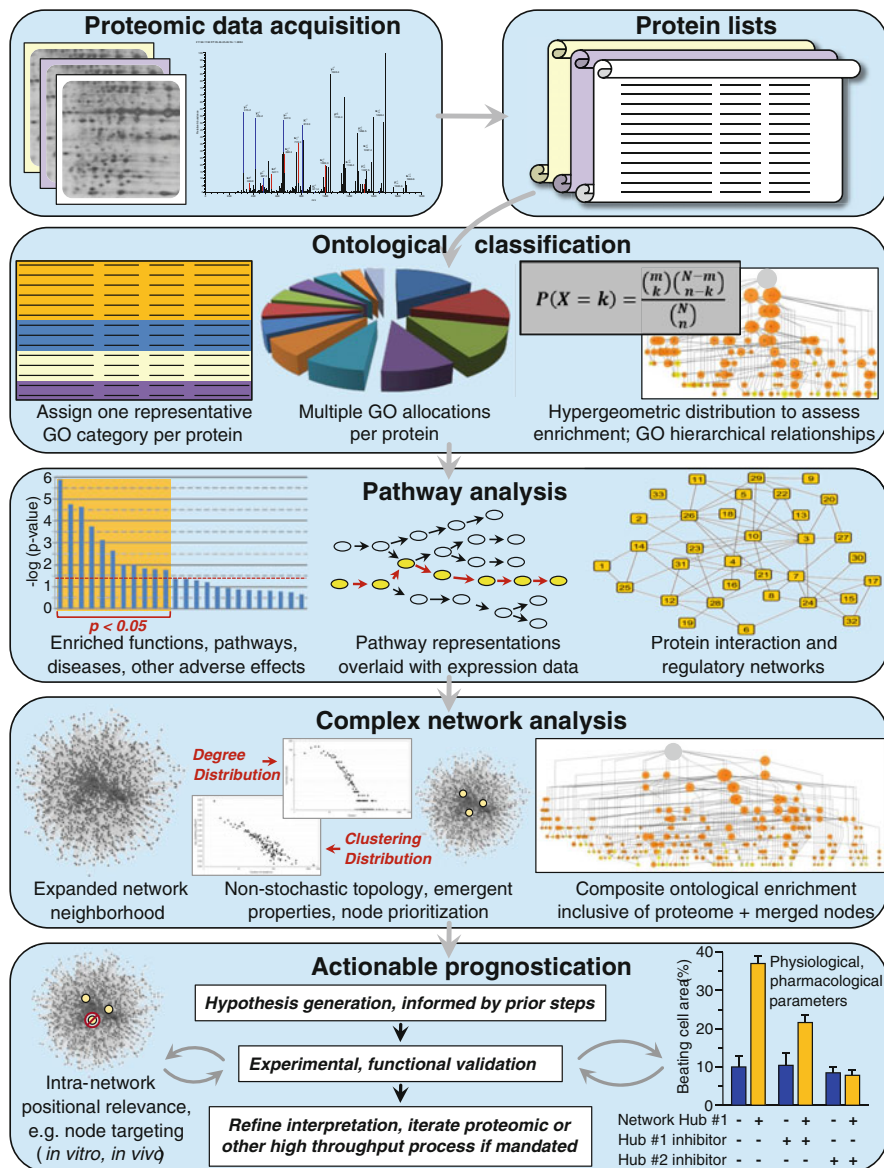 Proteomic data acquisition
Protein lists
Ontological classification
P(X = k) = \frac{\binom{m}{k}\binom{N-m}{n-k}}{\binom{N}{n}}
Assign one representative
GO category per protein
Multiple GO allocations
per protein
Hypergeometric distribution to assess
enrichment; GO hierarchical relationships
Pathway analysis
-log (p-value)
6
5
4
3
2
1
0
p < 0.05
Enriched functions, pathways,
diseases, other adverse effects
Pathway representations
overlaid with expression data
11
29
9
33
5
22
20
2
26
18
13
10
3
27
14
23
1
31
4
30
21
7
17
25
16
12
28
8
24
15
19
6
32
Protein interaction and
regulatory networks
Complex network analysis
Degree
Distribution
Clustering
Distribution
Expanded network
neighborhood
Non-stochastic topology, emergent
properties, node prioritization
Composite ontological enrichment
inclusive of proteome + merged nodes
Actionable prognostication
Hypothesis generation, informed by prior steps
Experimental, functional validation
Refine interpretation, iterate proteomic or
other high throughput process if mandated
Intra-network
positional relevance,
e.g. node targeting
(in vitro, in vivo)
Beating cell area(%)
40
30
20
10
0
Physiological,
pharmacological
parameters
Network Hub #1 - + - + - +
Hub #1 inhibitor - - + + - -
Hub #2 inhibitor - - - - + +